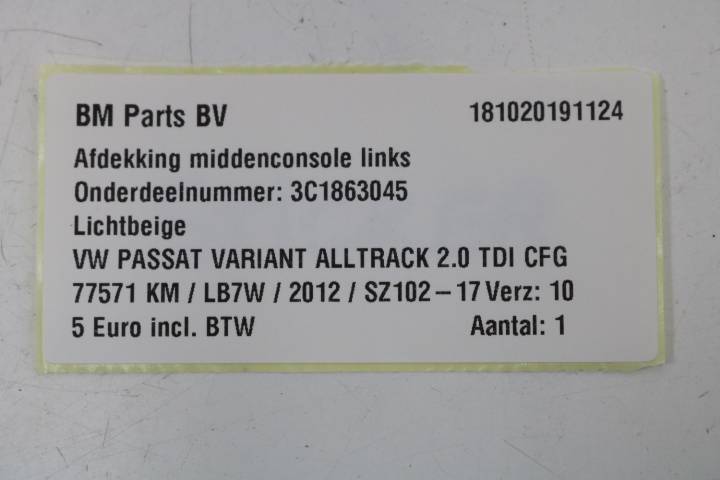 BM Parts BV 181020191124
Afdekking middenconsole links
Onderdeelnummer: 3C1863045
Lichtbeige
VW PASSAT VARIANT ALLTRACK 2.0 TDI CFG
77571 KM / LB7W / 2012 / SZ102-17 Verz: 10
5 Euro incl. BTW Aantal: 1